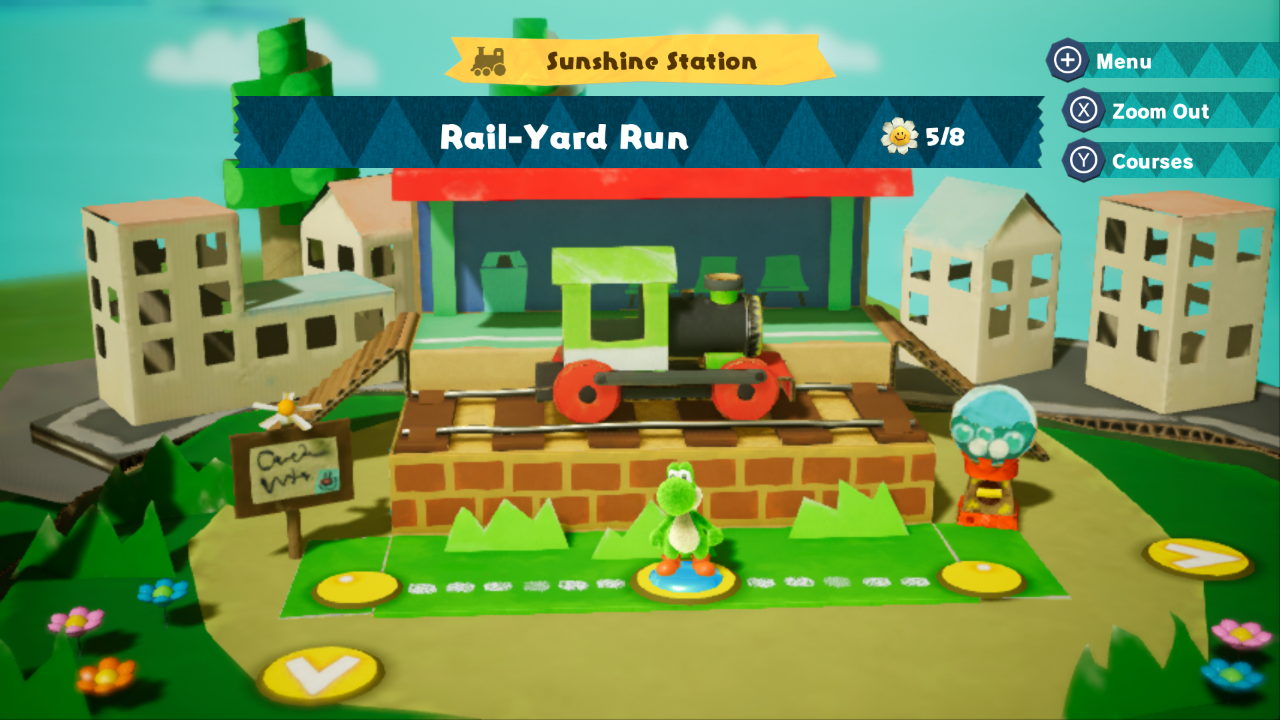 Sunshine Station
Rail-Yard Run
5/8
+ Menu
X Zoom Out
Y Courses